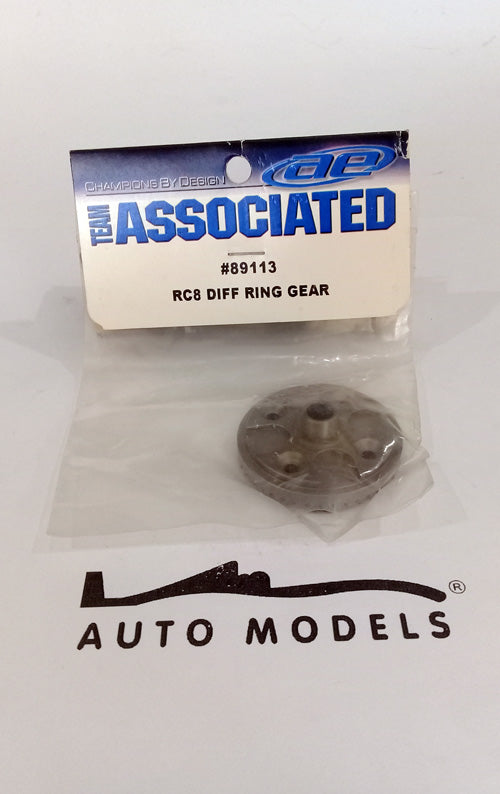 ae
CHAMPIONS BY DESIGN
TEAM ASSOCIATED
#89113
RC8 DIFF RING GEAR
®
AUTO MODELS